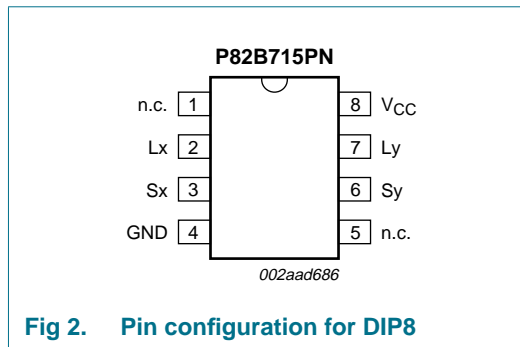 P82B715PN
n.c. 1 8 VCC
Lx 2 7 Ly
Sx 3 6 Sy
GND 4 5 n.c.
002aad686
Fig 2. Pin configuration for DIP8